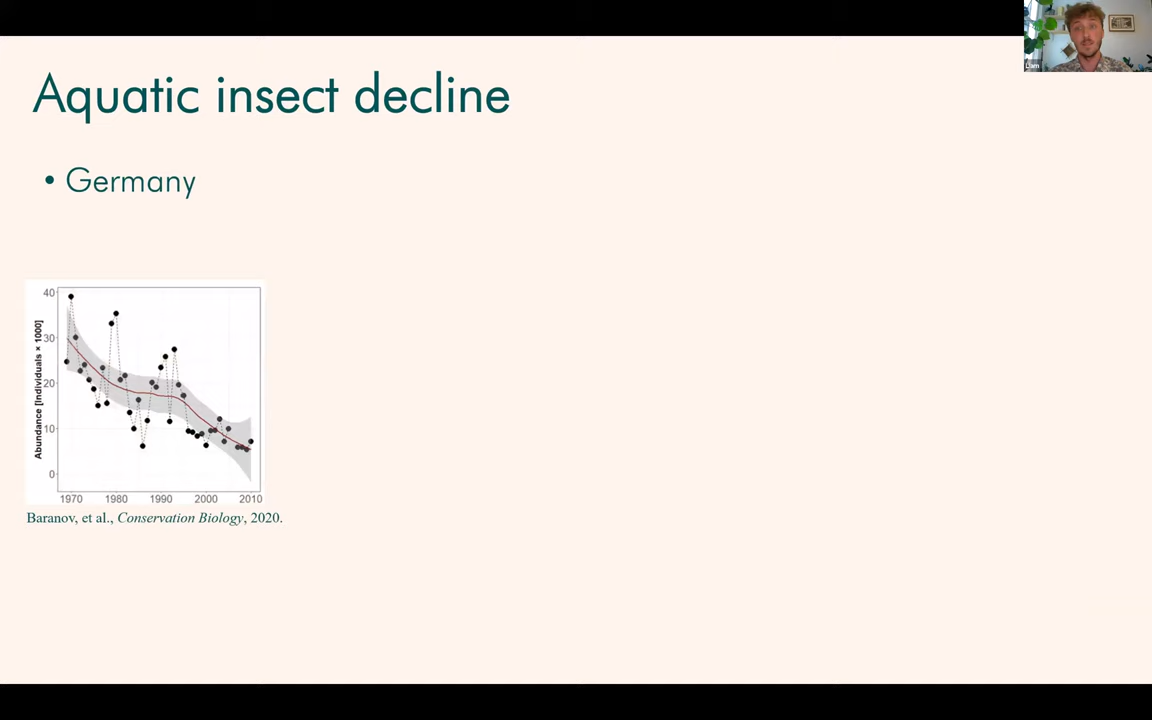 Liam
Aquatic insect decline
• Germany
40
30
20
10
0
Abundance [Individuals × 1000]
1970 1980 1990 2000 2010
Baranov, et al., Conservation Biology, 2020.